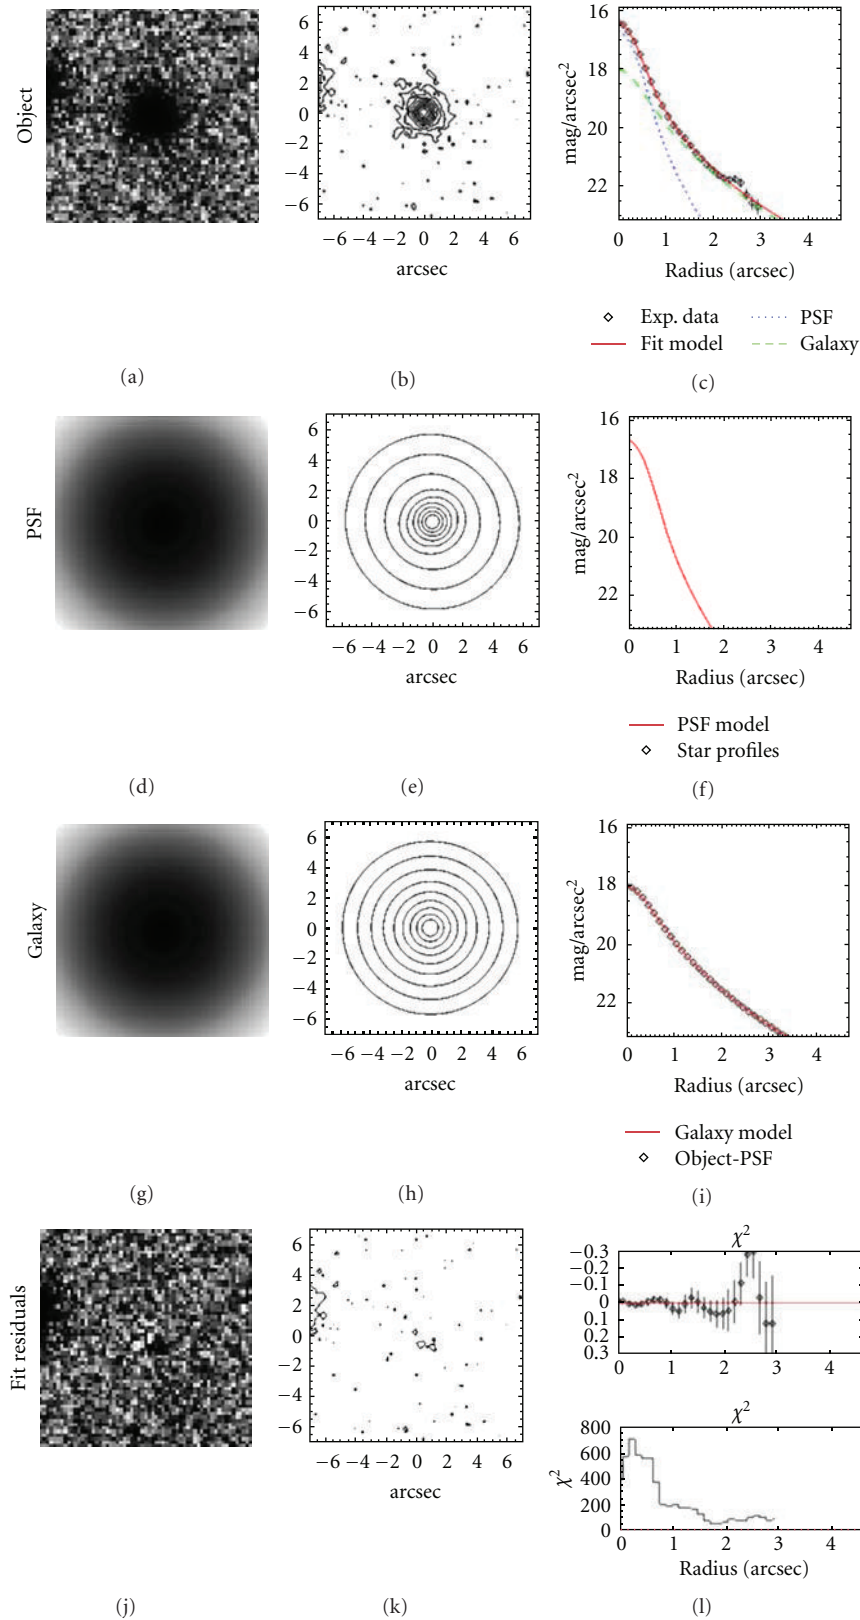 Object
6
4
2
0
−2
−4
−6
−6 −4 −2 0 2 4 6
arcsec
mag/arcsec²
16
18
20
22
0 1 2 3 4
Radius (arcsec)
Exp. data
PSF
Fit model
Galaxy
(a)
(b)
(c)
PSF
6
4
2
0
−2
−4
−6
−6 −4 −2 0 2 4 6
arcsec
mag/arcsec²
16
18
20
22
0 1 2 3 4
Radius (arcsec)
PSF model
Star profiles
(d)
(e)
(f)
Galaxy
6
4
2
0
−2
−4
−6
−6 −4 −2 0 2 4 6
arcsec
mag/arcsec²
16
18
20
22
0 1 2 3 4
Radius (arcsec)
Galaxy model
Object-PSF
(g)
(h)
(i)
Fit residuals
6
4
2
0
−2
−4
−6
−6 −4 −2 0 2 4 6
arcsec
χ²
−0.3
−0.1
0
0.1
0.3
0 1 2 3 4
χ²
χ²
800
600
400
200
0
0 1 2 3 4
Radius (arcsec)
(j)
(k)
(l)